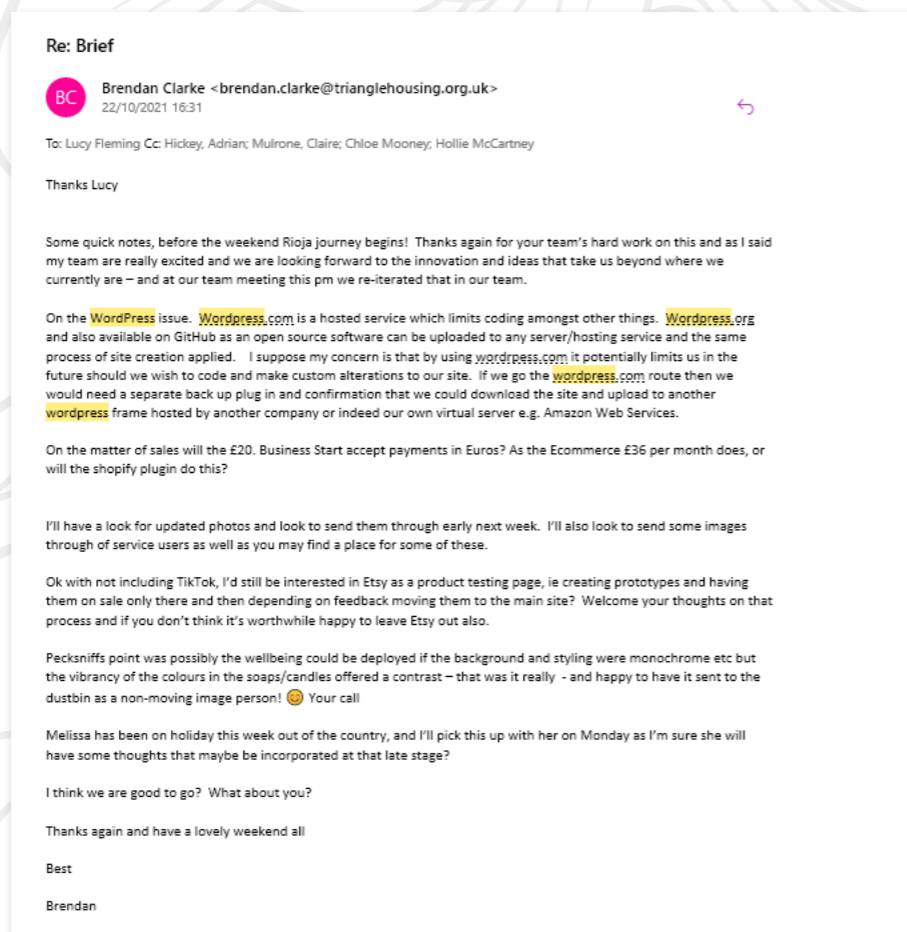 Re: Brief
BC
Brendan Clarke <brendan.clarke@trianglehousing.org.uk>
22/10/2021 16:31
To: Lucy Fleming Cc: Hickey, Adrian; Mulrone, Claire; Chloe Mooney; Hollie McCartney
Thanks Lucy
Some quick notes, before the weekend Rioja journey begins!  Thanks again for your team's hard work on this and as I said
my team are really excited and we are looking forward to the innovation and ideas that take us beyond where we
currently are – and at our team meeting this pm we re-iterated that in our team.
On the WordPress issue.  Wordpress.com is a hosted service which limits coding amongst other things.  Wordpress.org
and also available on GitHub as an open source software can be uploaded to any server/hosting service and the same
process of site creation applied.   I suppose my concern is that by using wordrpess.com it potentially limits us in the
future should we wish to code and make custom alterations to our site.  If we go the wordpress.com route then we
would need a separate back up plug in and confirmation that we could download the site and upload to another
wordpress frame hosted by another company or indeed our own virtual server e.g. Amazon Web Services.
On the matter of sales will the £20. Business Start accept payments in Euros? As the Ecommerce £36 per month does, or
will the shopify plugin do this?
I'll have a look for updated photos and look to send them through early next week.  I'll also look to send some images
through of service users as well as you may find a place for some of these.
Ok with not including TikTok, I'd still be interested in Etsy as a product testing page, ie creating prototypes and having
them on sale only there and then depending on feedback moving them to the main site?  Welcome your thoughts on that
process and if you don't think it's worthwhile happy to leave Etsy out also.
Pecksniffs point was possibly the wellbeing could be deployed if the background and styling were monochrome etc but
the vibrancy of the colours in the soaps/candles offered a contrast – that was it really  - and happy to have it sent to the
dustbin as a non-moving image person! 😊 Your call
Melissa has been on holiday this week out of the country, and I'll pick this up with her on Monday as I'm sure she will
have some thoughts that maybe be incorporated at that late stage?
I think we are good to go?  What about you?
Thanks again and have a lovely weekend all
Best
Brendan